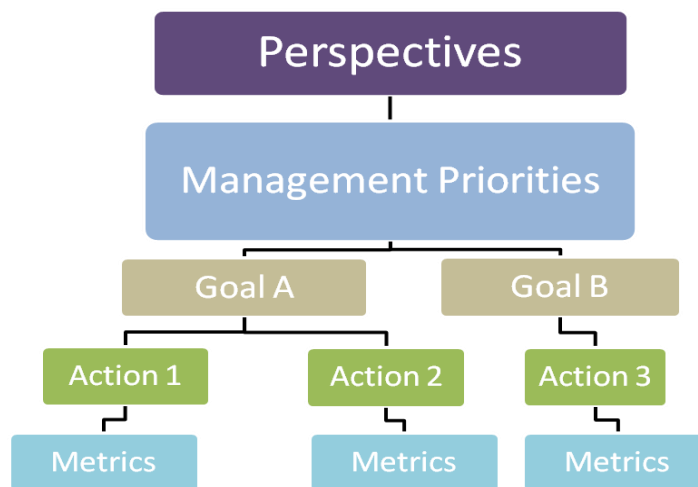 Perspectives
Management Priorities
Goal A
Goal B
Action 1
Action 2
Action 3
Metrics
Metrics
Metrics